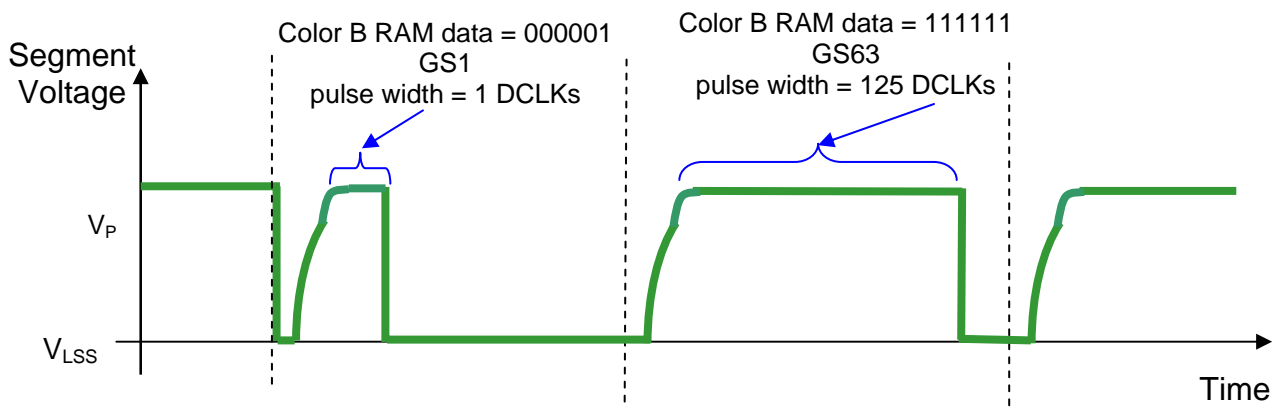 Color B RAM data = 000001
GS1
pulse width = 1 DCLKs
Color B RAM data = 111111
GS63
pulse width = 125 DCLKs
Segment
Voltage
VP
VLSS
Time